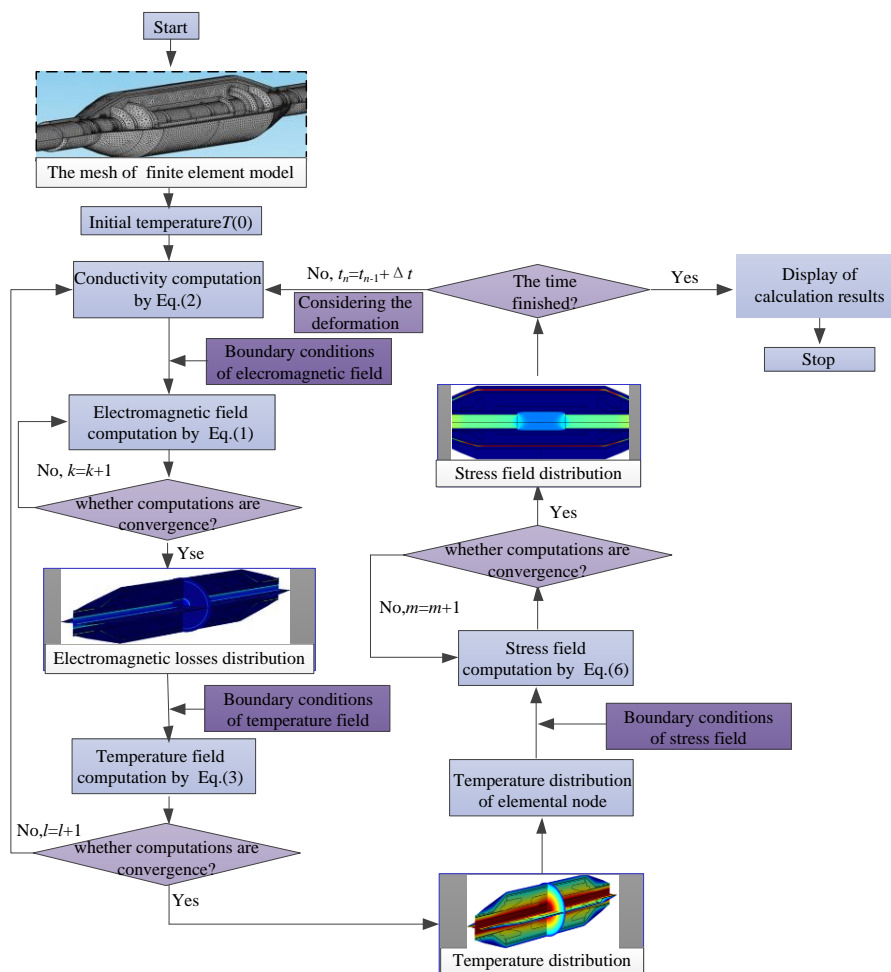 Start
The mesh of finite element model
Initial temperatureT(0)
Conductivity computation
by Eq.(2)
Boundary conditions
of elecromagnetic field
Electromagnetic field
computation by Eq.(1)
No, k=k+1
whether computations are
convergence?
Yse
Electromagnetic losses distribution
Boundary conditions
of temperature field
Temperature field
computation by Eq.(3)
No,l=l+1
whether computations are
convergence?
Yes
Temperature distribution
Temperature distribution
of elemental node
Boundary conditions
of stress field
Stress field
computation by Eq.(6)
No,m=m+1
whether computations are
convergence?
Yes
Stress field distribution
The time
finished?
No, tn=tn-1+Δt
Considering the
deformation
Yes
Display of
calculation results
Stop